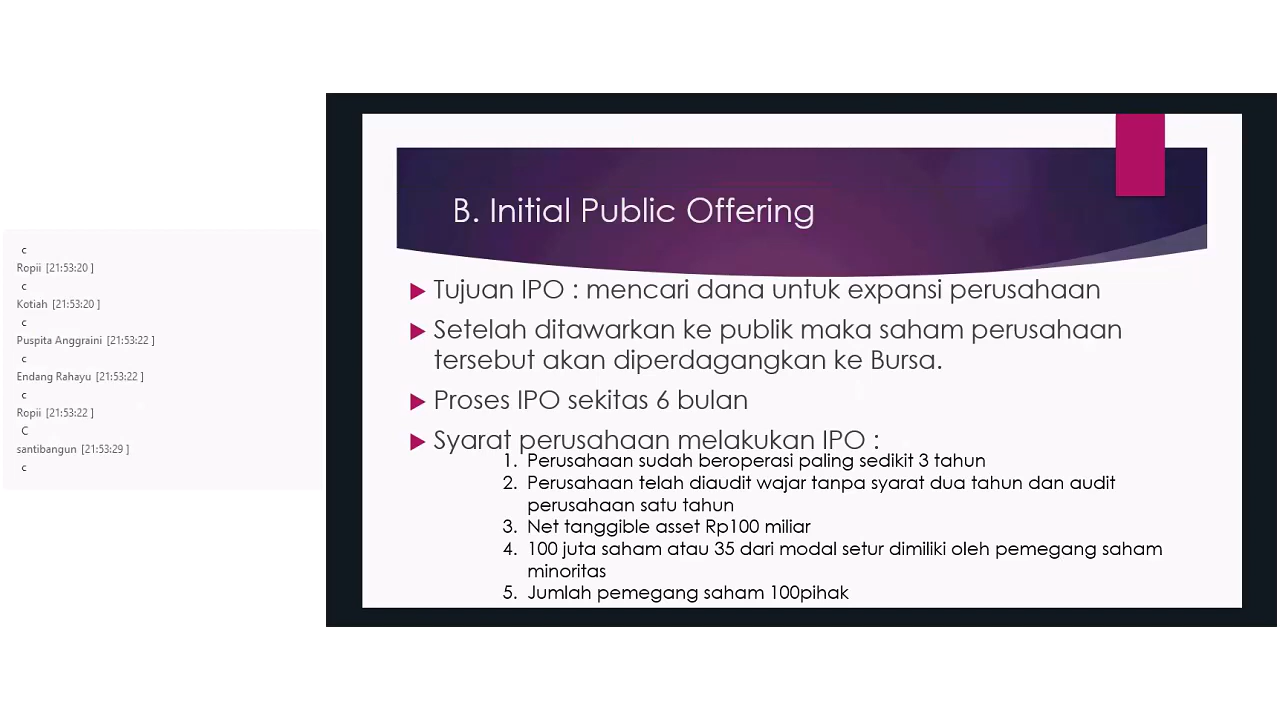 c
Ropii [21:53:20 ]
c
Kotiah [21:53:20 ]
c
Puspita Anggraini [21:53:22 ]
c
Endang Rahayu [21:53:22 ]
c
Ropii [21:53:22 ]
C
santibangun [21:53:29 ]
c
B. Initial Public Offering
Tujuan IPO : mencari dana untuk expansi perusahaan
Setelah ditawarkan ke publik maka saham perusahaan
tersebut akan diperdagangkan ke Bursa.
Proses IPO sekitas 6 bulan
Syarat perusahaan melakukan IPO :
1. Perusahaan sudah beroperasi paling sedikit 3 tahun
2. Perusahaan telah diaudit wajar tanpa syarat dua tahun dan audit
perusahaan satu tahun
3. Net tanggible asset Rp100 miliar
4. 100 juta saham atau 35 dari modal setur dimiliki oleh pemegang saham
minoritas
5. Jumlah pemegang saham 100pihak